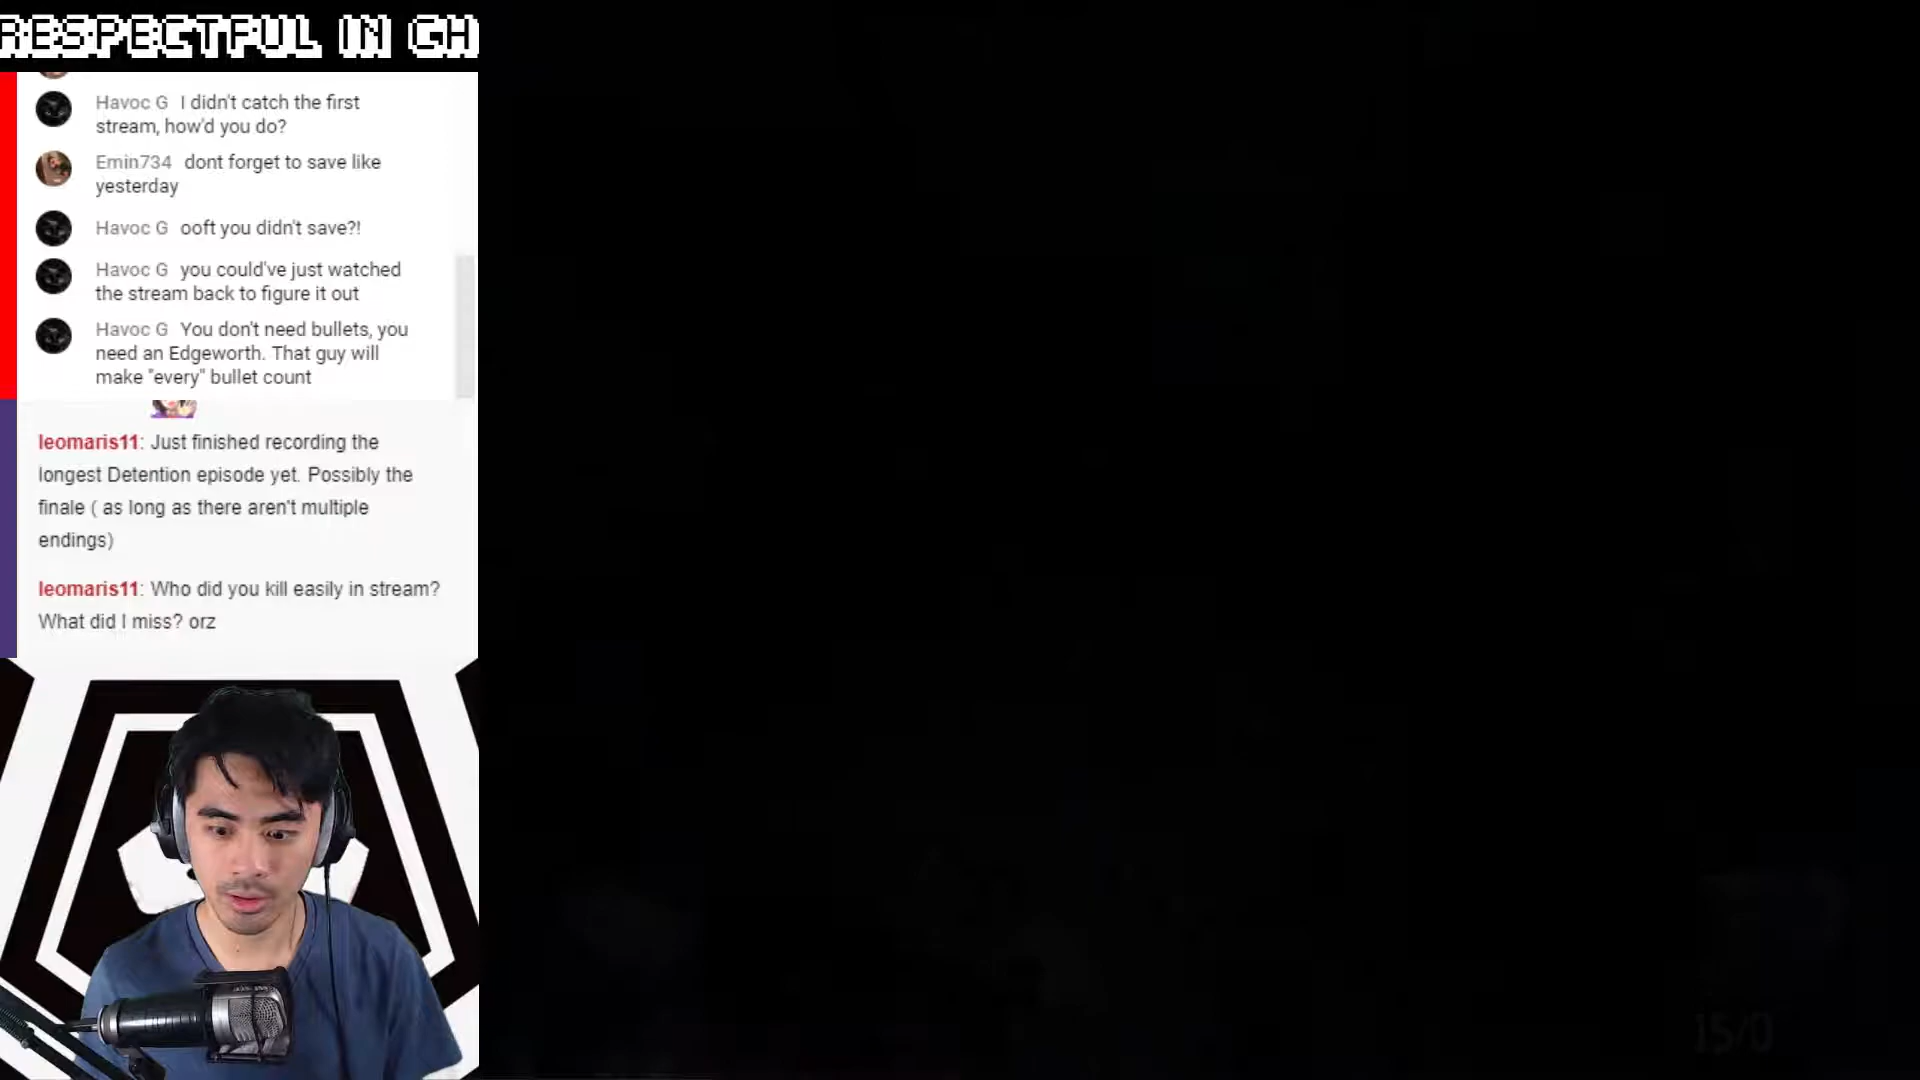 RESPECTFUL IN CH
Havoc G I didn't catch the first
stream, how'd you do?
Emin734 dont forget to save like
yesterday
Havoc G ooft you didn't save?!
Havoc G you could've just watched
the stream back to figure it out
Havoc G You don't need bullets, you
need an Edgeworth. That guy will
make "every" bullet count
leomaris11: Just finished recording the
longest Detention episode yet. Possibly the
finale ( as long as there aren't multiple
endings)
leomaris11: Who did you kill easily in stream?
What did I miss? orz
15/0